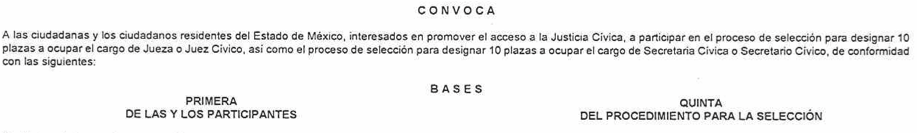 CONVOCA
A las ciudadanas y los ciudadanos residentes del Estado de México, interesados en promover el acceso a la Justicia Cívica, a participar en el proceso de selección para designar 10
plazas a ocupar el cargo de Jueza o Juez Cívico, así como el proceso de selección para designar 10 plazas a ocupar el cargo de Secretaria Cívica o Secretario Cívico, de conformidad
con las siguientes:
BASES
PRIMERA
DE LAS Y LOS PARTICIPANTES
QUINTA
DEL PROCEDIMIENTO PARA LA SELECCIÓN